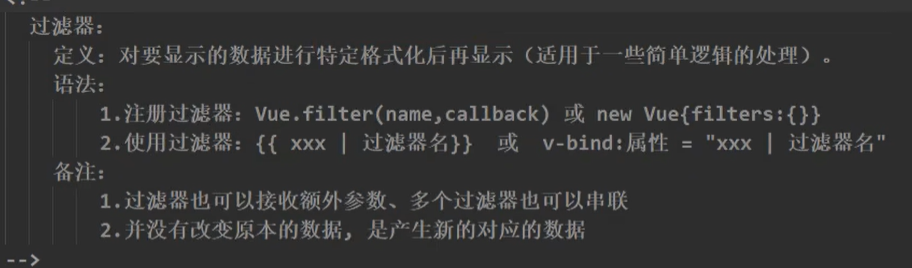 过滤器:
定义: 对要显示的数据进行特定格式化后再显示（适用于一些简单逻辑的处理）。
语法:
1.注册过滤器: Vue.filter(name,callback) 或 new Vue{filters:{}}
2.使用过滤器: {{ xxx | 过滤器名}}  或  v-bind:属性 = "xxx | 过滤器名"
备注:
1.过滤器也可以接收额外参数、多个过滤器也可以串联
2.并没有改变原本的数据, 是产生新的对应的数据
-->